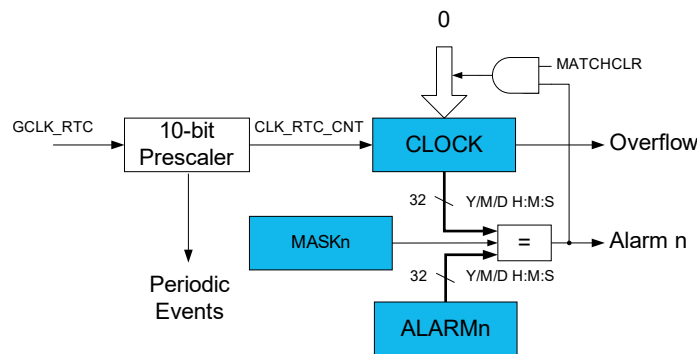 0
MATCHCLR
GCLK_RTC
10-bit
Prescaler
CLK_RTC_CNT
CLOCK
Overflow
32
Y/M/D H:M:S
MASKn
=
Alarm n
32
Y/M/D H:M:S
Periodic
Events
ALARMn